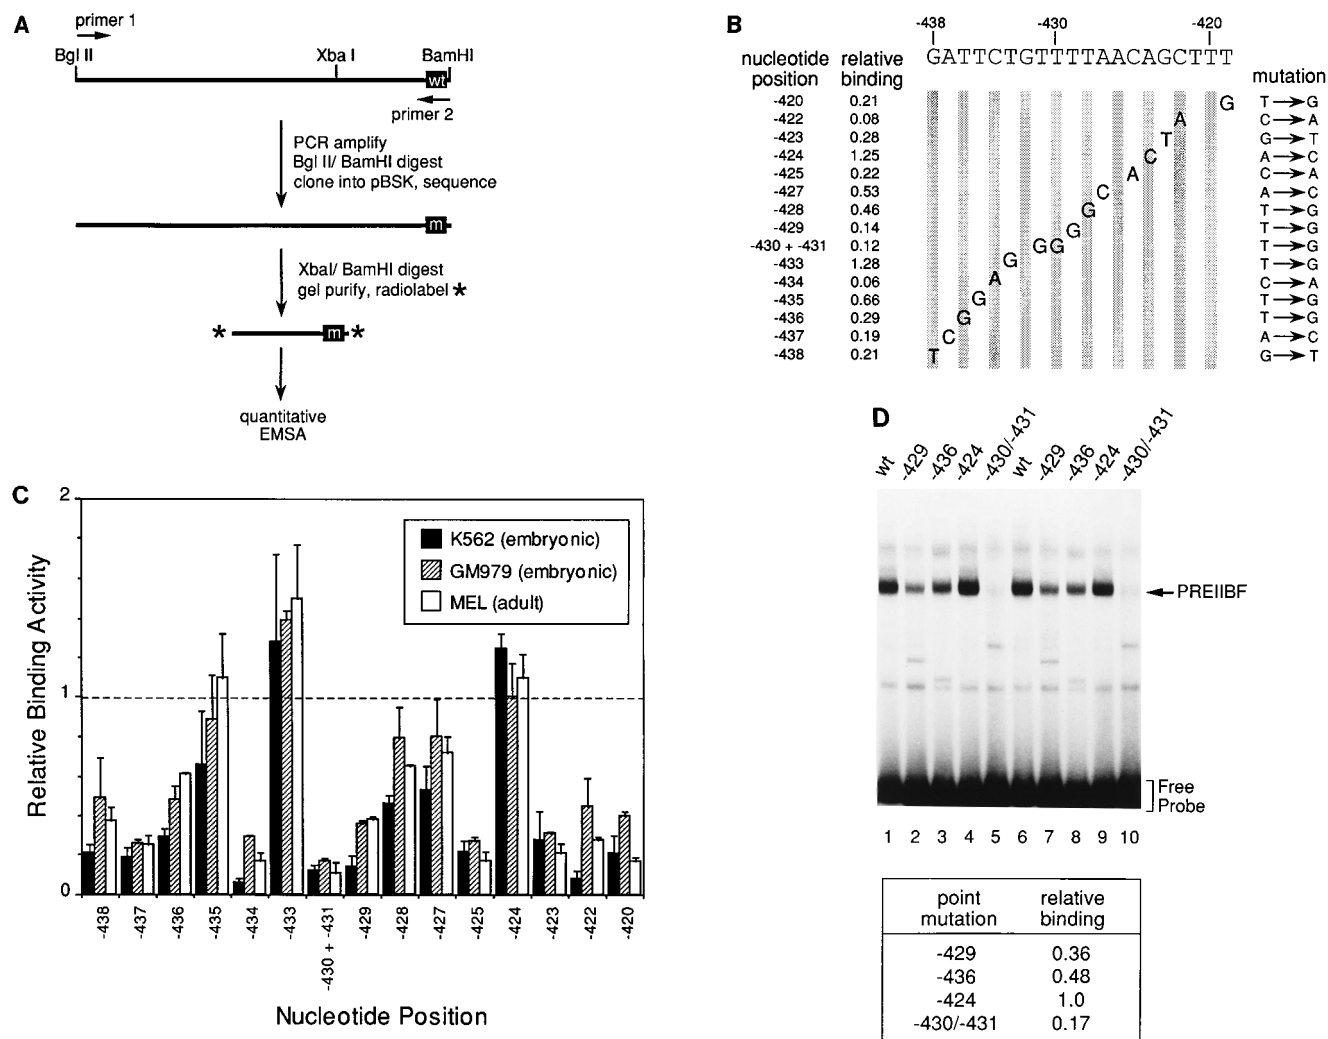 A
primer 1
Bgl II
Xba I
BamHI
wt
primer 2
PCR amplify
Bgl II/ BamHI digest
clone into pBSK, sequence
m
XbaI/ BamHI digest
gel purify, radiolabel *
* m *
quantitative
EMSA
B
-438 -430 -420
nucleotide position
relative binding
GATTCTGTTTTAACAGCTTT
mutation
-420 0.21 G T→G
-422 0.08 A C→A
-423 0.28 T G→T
-424 1.25 C A→C
-425 0.22 A C→A
-427 0.53 C A→C
-428 0.46 G T→G
-429 0.14 G T→G
-430 + -431 0.12 GG T→G
-433 1.28 G T→G
-434 0.06 A C→A
-435 0.66 G T→G
-436 0.29 G T→G
-437 0.19 C A→C
-438 0.21 T G→T
C
Relative Binding Activity
2
1
0
K562 (embryonic)
GM979 (embryonic)
MEL (adult)
-438 -437 -436 -435 -434 -433 -430 + -431 -429 -428 -427 -425 -424 -423 -422 -420
Nucleotide Position
D
wt -429 -436 -424 -430/-431 wt -429 -436 -424 -430/-431
PREIIBF
Free
Probe
1 2 3 4 5 6 7 8 9 10
point mutation
relative binding
-429 0.36
-436 0.48
-424 1.0
-430/-431 0.17